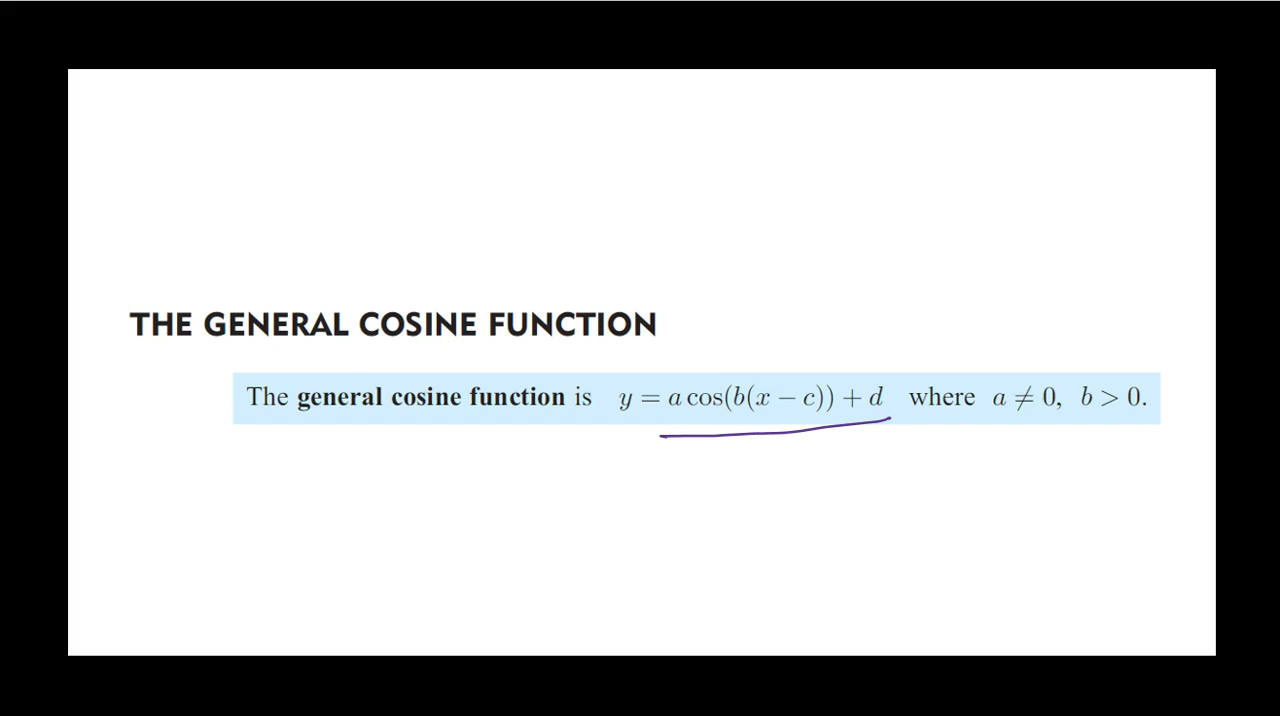 THE GENERAL COSINE FUNCTION
The general cosine function is y = a cos(b(x − c)) + d where a ≠ 0, b > 0.